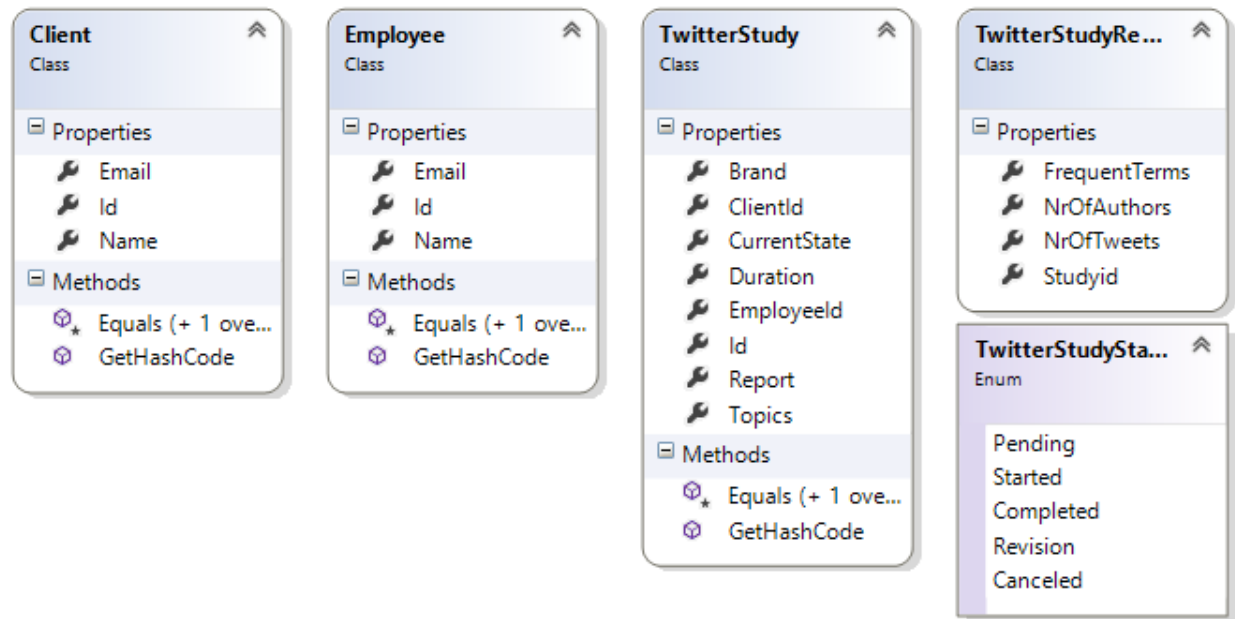 Client
Class
Properties
Email
Id
Name
Methods
Equals (+ 1 ove...
GetHashCode
Employee
Class
Properties
Email
Id
Name
Methods
Equals (+ 1 ove...
GetHashCode
TwitterStudy
Class
Properties
Brand
ClientId
CurrentState
Duration
EmployeeId
Id
Report
Topics
Methods
Equals (+ 1 ove...
GetHashCode
TwitterStudyRe...
Class
Properties
FrequentTerms
NrOfAuthors
NrOfTweets
Studyid
TwitterStudySta...
Enum
Pending
Started
Completed
Revision
Canceled